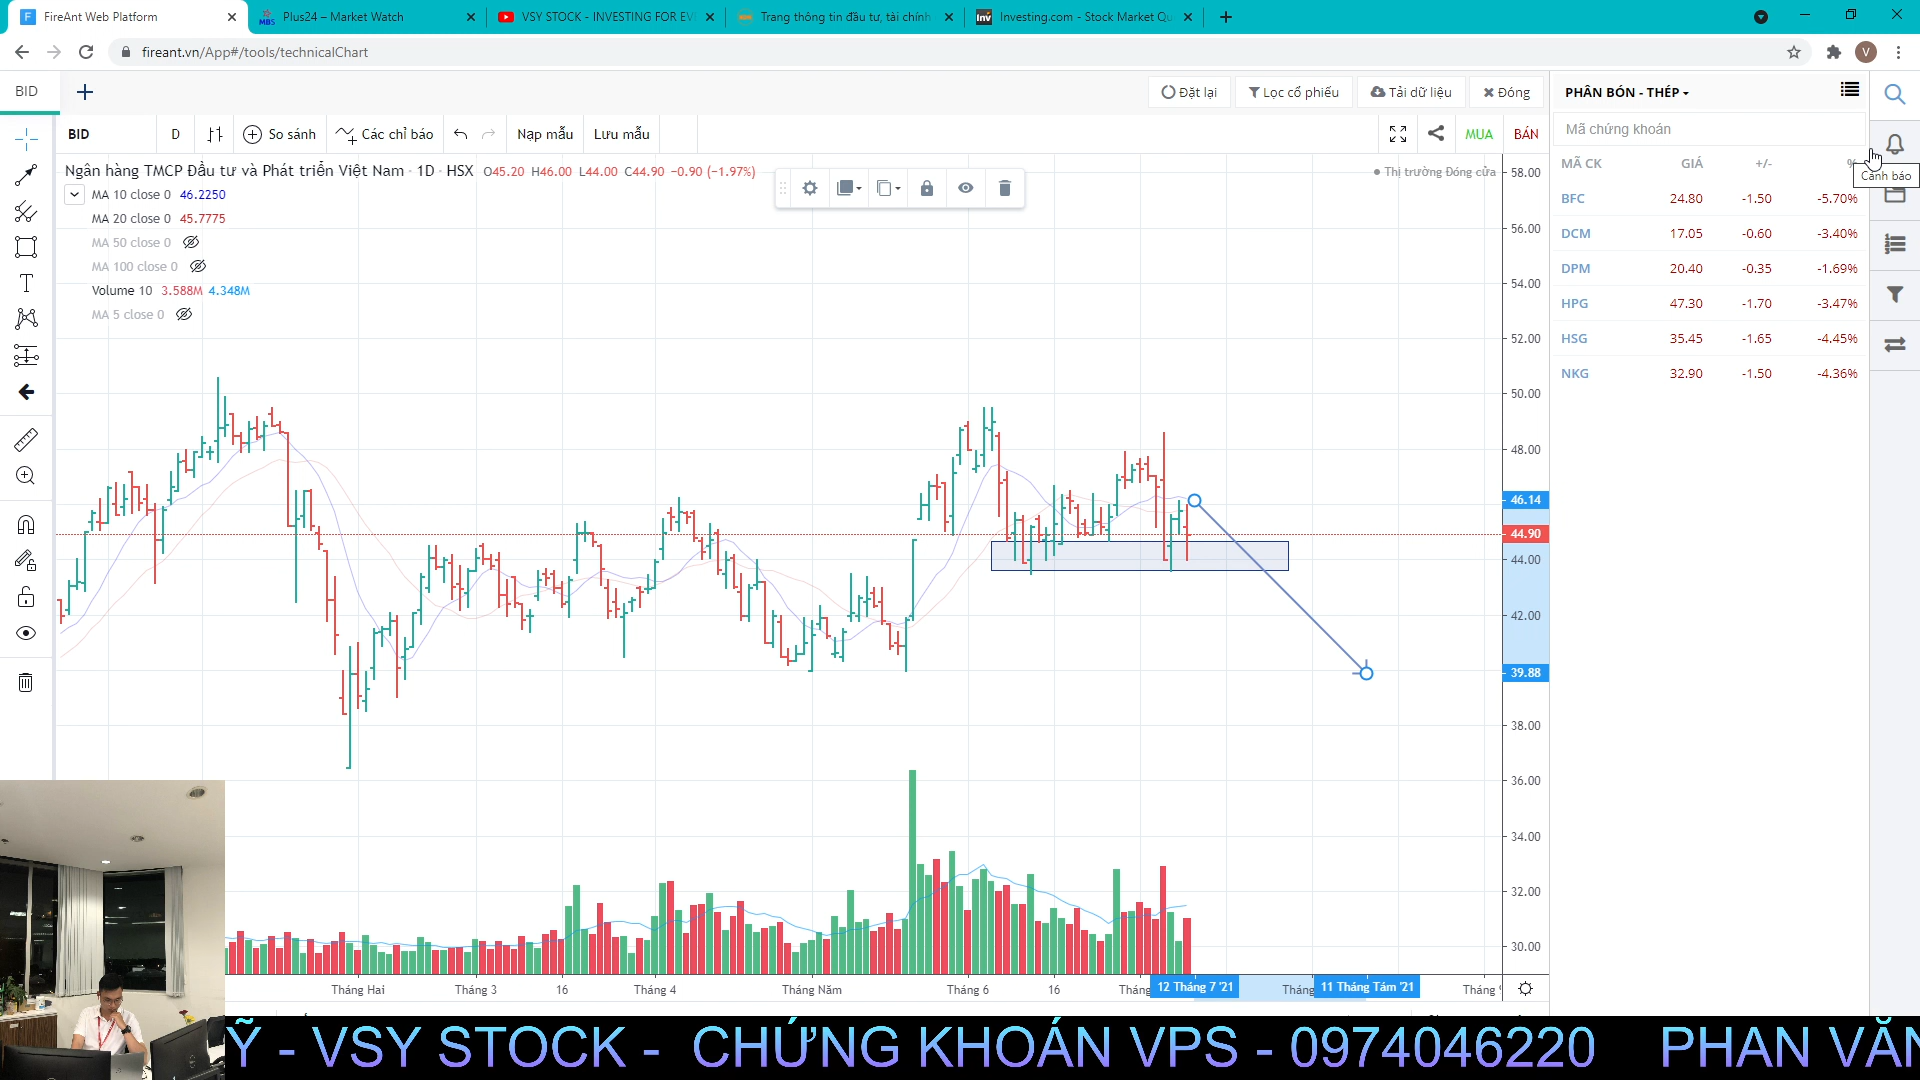 FireAnt Web Platform
Plus24 – Market Watch
VSY STOCK - INVESTING FOR EV
Trang thông tin đầu tư, tài chính
Investing.com - Stock Market Qu
fireant.vn/App#/tools/technicalChart
V
BID
Đặt lại
Lọc cổ phiếu
Tải dữ liệu
Đóng
PHÂN BÓN - THÉP
BID
D
So sánh
Các chỉ báo
Nạp mẫu
Lưu mẫu
MUA
BÁN
Mã chứng khoán
Ngân hàng TMCP Đầu tư và Phát triển Việt Nam · 1D · HSX O45.20 H46.00 L44.00 C44.90 −0.90 (−1.97%)
Thị trường Đóng cửa
MA 10 close 0 46.2250
MA 20 close 0 45.7775
MA 50 close 0
MA 100 close 0
Volume 10 3.588M 4.348M
MA 5 close 0
MÃ CK GIÁ +/- %
Cảnh báo
BFC 24.80 -1.50 -5.70%
DCM 17.05 -0.60 -3.40%
DPM 20.40 -0.35 -1.69%
HPG 47.30 -1.70 -3.47%
HSG 35.45 -1.65 -4.45%
NKG 32.90 -1.50 -4.36%
58.00
56.00
54.00
52.00
50.00
48.00
46.14
44.90
44.00
42.00
39.88
38.00
36.00
34.00
32.00
30.00
Tháng Hai
Tháng 3
16
Tháng 4
Tháng Năm
Tháng 6
16
12 Tháng 7 '21
11 Tháng Tám '21
Ỹ - VSY STOCK - CHỨNG KHOÁN VPS - 0974046220 PHAN VĂN